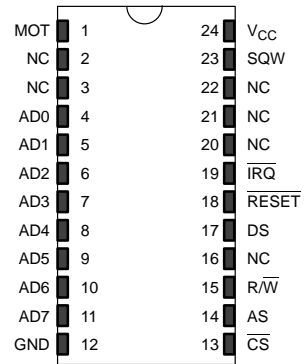 MOT 1 24 VCC
NC 2 23 SQW
NC 3 22 NC
AD0 4 21 NC
AD1 5 20 NC
AD2 6 19 IRQ
AD3 7 18 RESET
AD4 8 17 DS
AD5 9 16 NC
AD6 10 15 R/W
AD7 11 14 AS
GND 12 13 CS